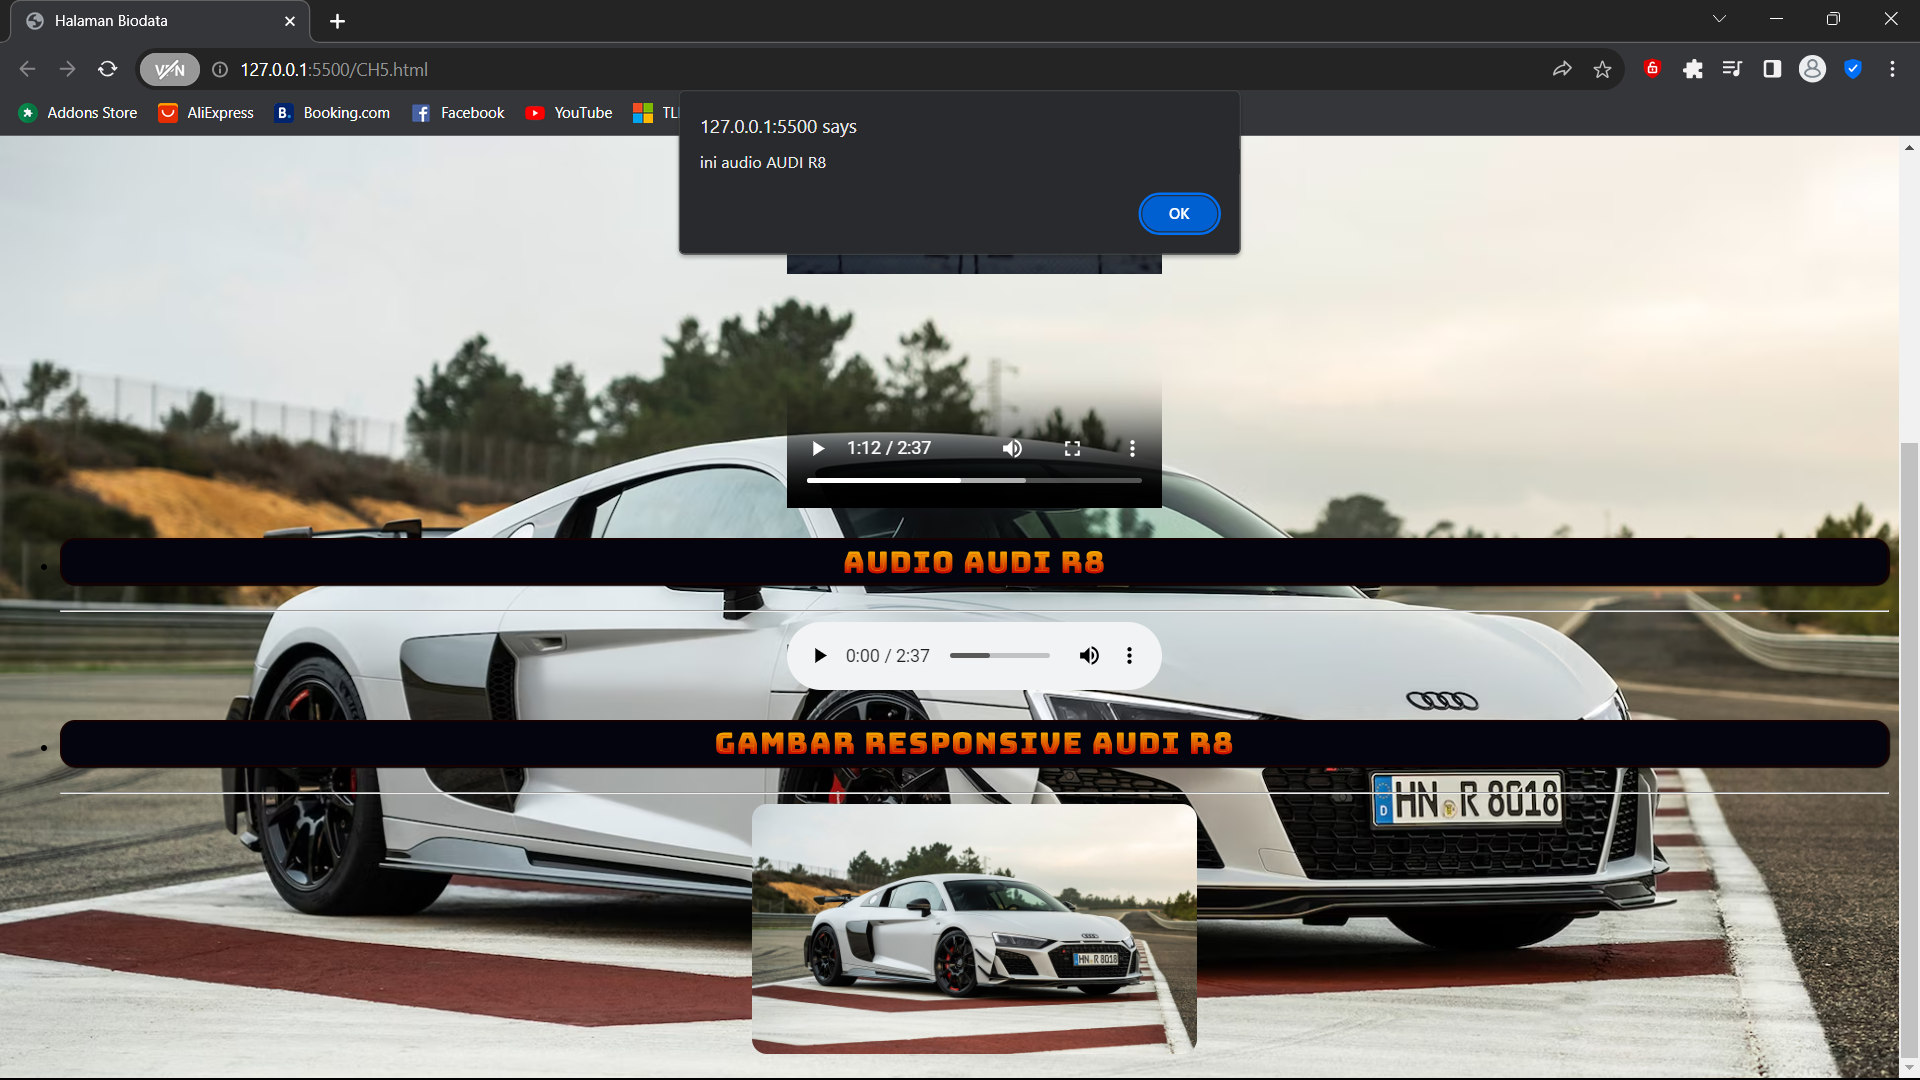 Halaman Biodata
VPN
127.0.0.1:5500/CH5.html
Addons Store
AliExpress
B. Booking.com
Facebook
YouTube
127.0.0.1:5500 says
ini audio AUDI R8
OK
1:12 / 2:37
AUDIO AUDI R8
0:00 / 2:37
GAMBAR RESPONSIVE AUDI R8
D HN R 8018
HN R 8018